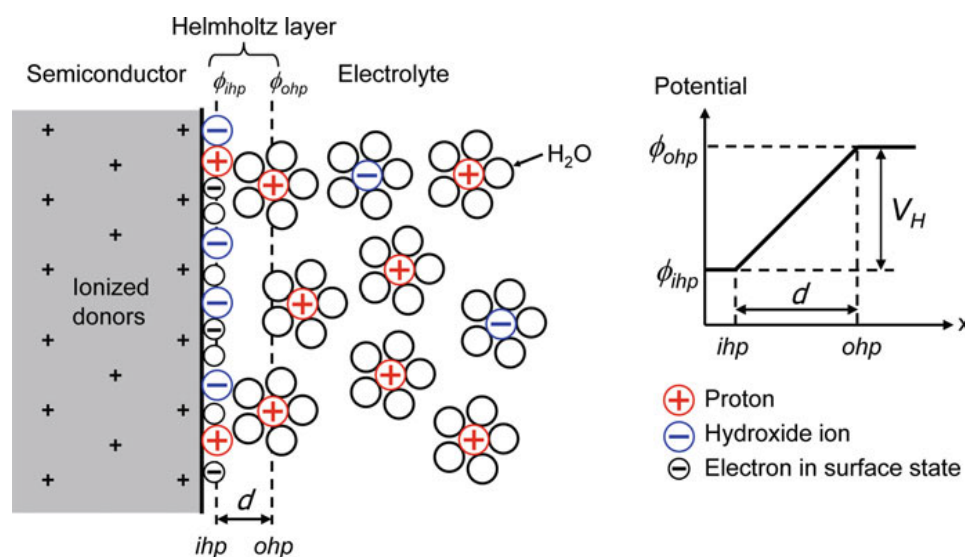 Helmholtz layer
Semiconductor
ϕihp
ϕohp
Electrolyte
H2O
Ionized
donors
d
ihp
ohp
Potential
ϕohp
VH
ϕihp
d
x
ihp
ohp
Proton
Hydroxide ion
Electron in surface state